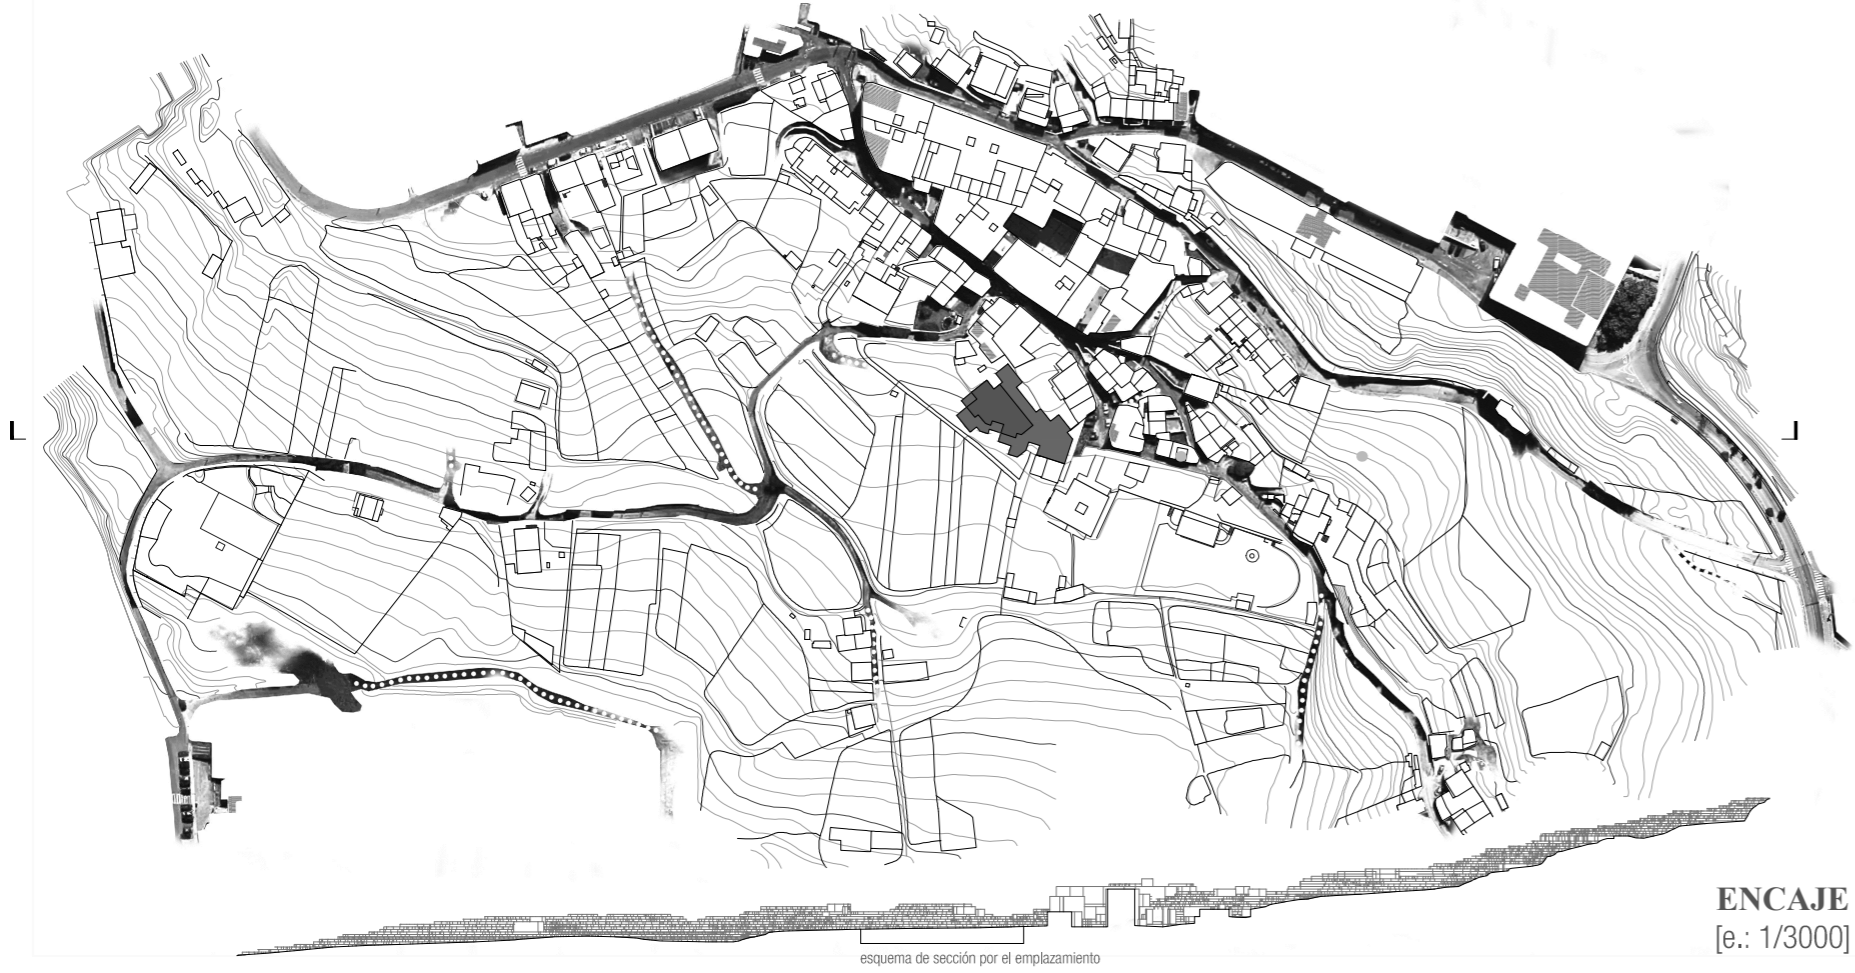 ENCAJE
[e.: 1/3000]
esquema de sección por el emplazamiento